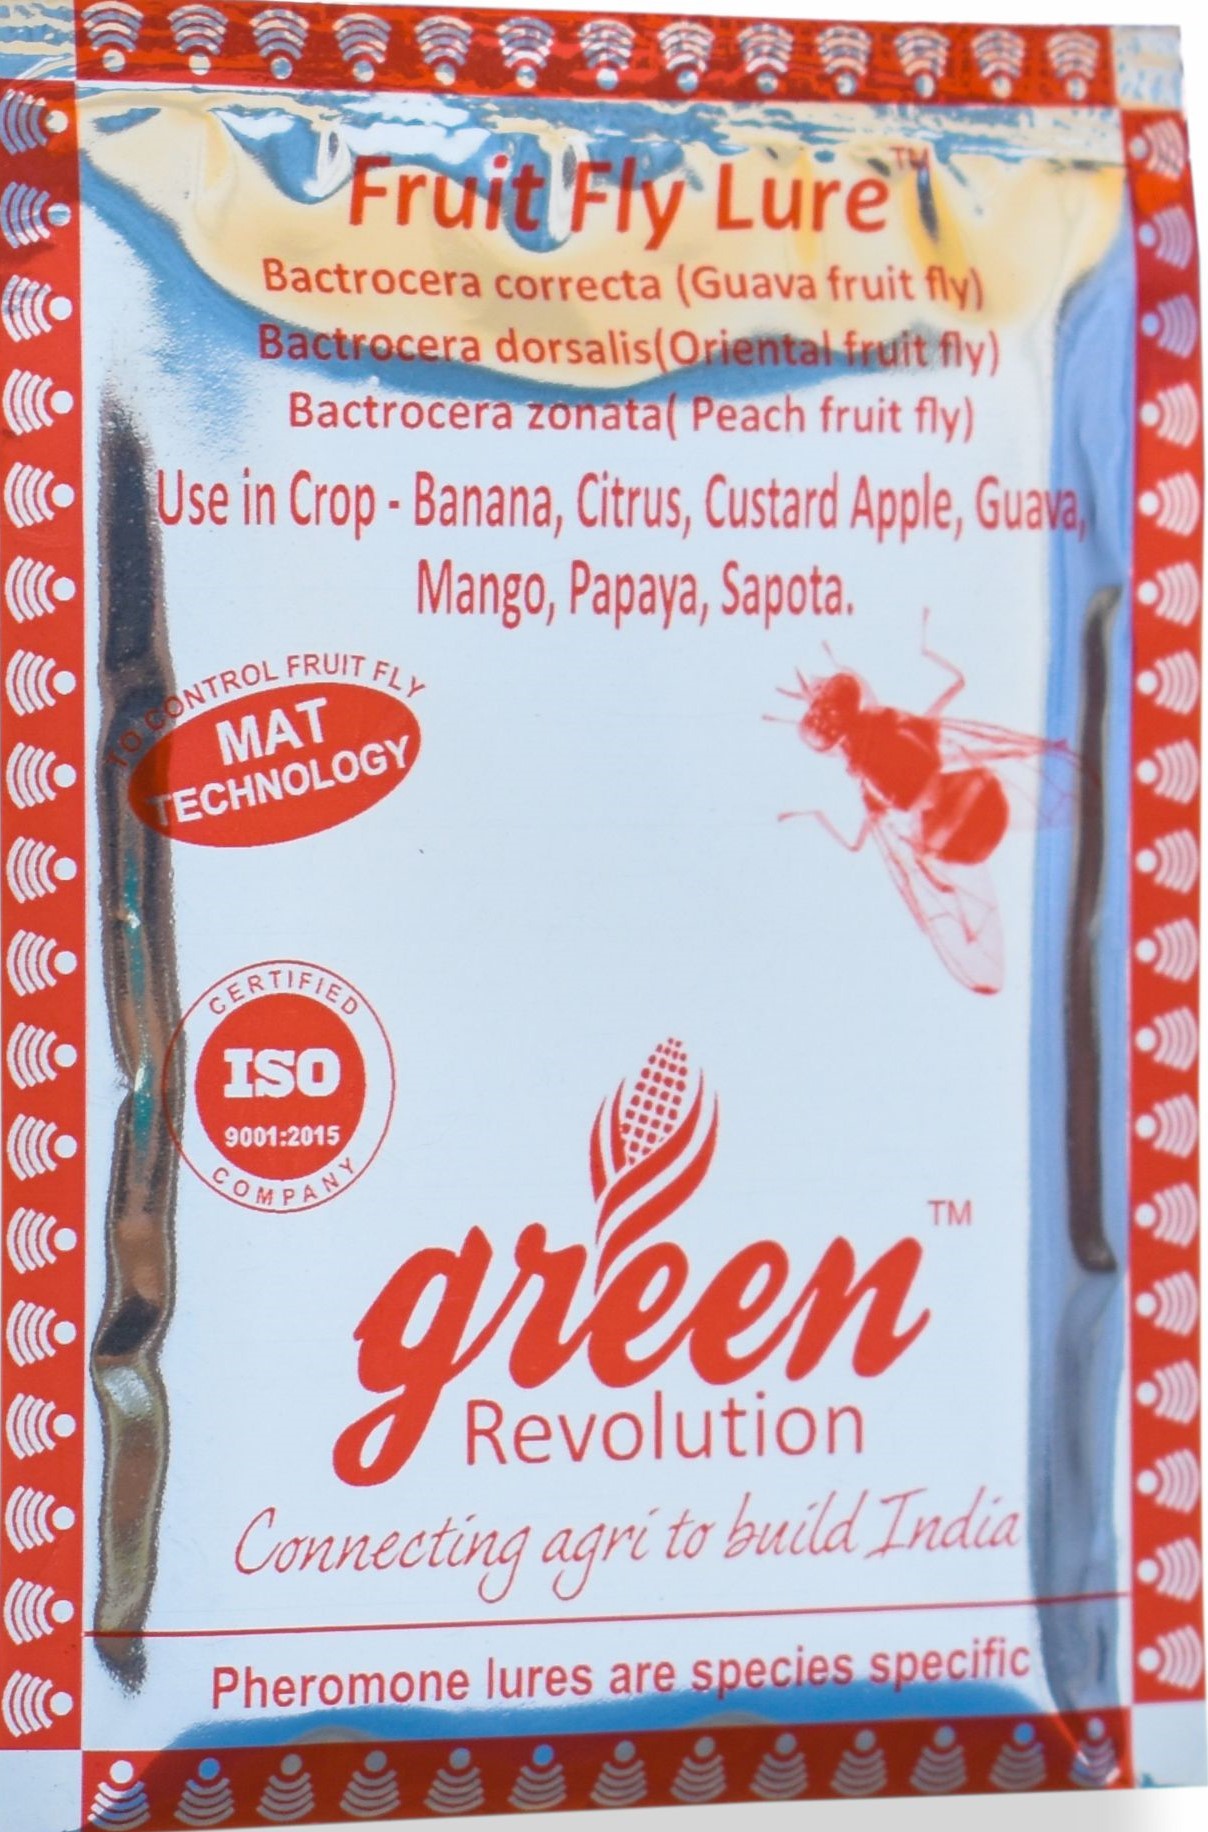 Fruit Fly Lure™
Bactrocera correcta (Guava fruit fly)
Bactrocera dorsalis(Oriental fruit fly)
Bactrocera zonata( Peach fruit fly)
Use in Crop - Banana, Citrus, Custard Apple, Guava,
Mango, Papaya, Sapota.
TO CONTROL FRUIT FLY
MAT
TECHNOLOGY
CERTIFIED
ISO
9001:2015
COMPANY
green™
Revolution
Connecting agri to build India
Pheromone lures are species specific